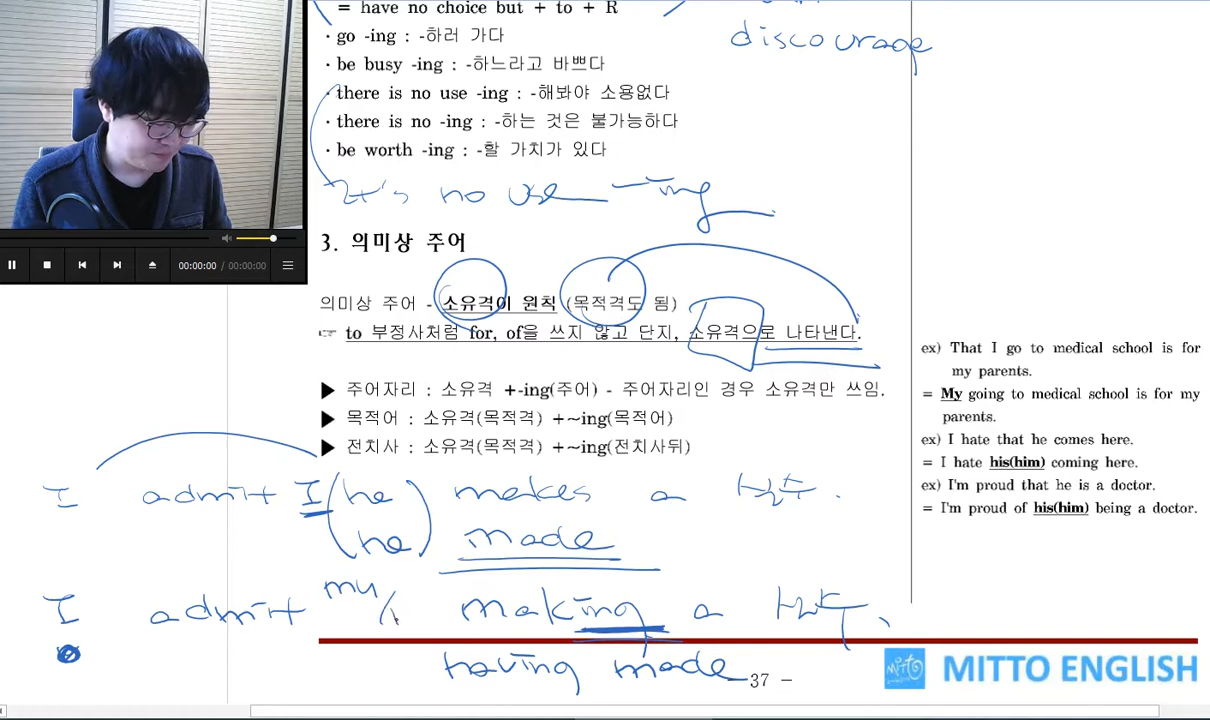 = have no choice but + to + R
· go -ing : -하러 가다
discourage
· be busy -ing : -하느라고 바쁘다
· there is no use -ing : -해봐야 소용없다
· there is no -ing : -하는 것은 불가능하다
· be worth -ing : -할 가치가 있다
It's no use -ing
00:00:00 / 00:00:00
3. 의미상 주어
의미상 주어 - 소유격이 원칙 (목적격도 됨)
☞ to 부정사처럼 for, of을 쓰지 않고 단지, 소유격으로 나타낸다.
▶ 주어자리 : 소유격 +-ing(주어) - 주어자리인 경우 소유격만 쓰임.
▶ 목적어 : 소유격(목적격) +~ing(목적어)
▶ 전치사 : 소유격(목적격) +~ing(전치사뒤)
ex) That I go to medical school is for
my parents.
= My going to medical school is for my
parents.
ex) I hate that he comes here.
= I hate his(him) coming here.
ex) I'm proud that he is a doctor.
= I'm proud of his(him) being a doctor.
I admit I (he makes a 실수.
(he) made
I admit my / making a 실수.
having made
37 -
MITTO
MITTO ENGLISH